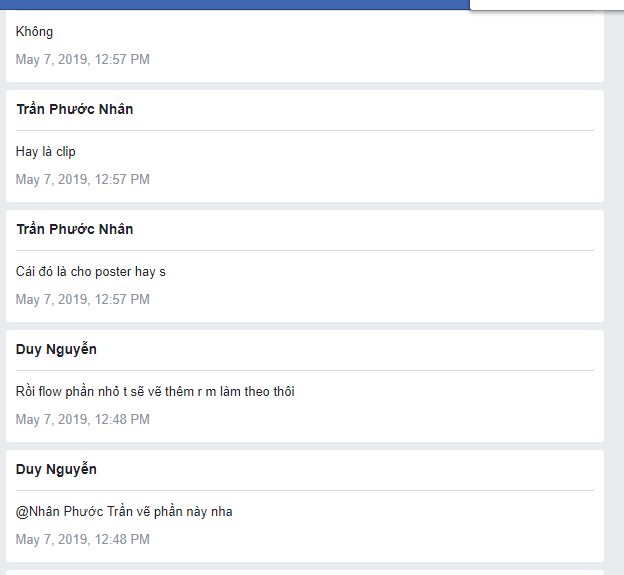 Không
May 7, 2019, 12:57 PM
Trần Phước Nhân
Hay là clip
May 7, 2019, 12:57 PM
Trần Phước Nhân
Cái đó là cho poster hay s
May 7, 2019, 12:57 PM
Duy Nguyễn
Rồi flow phần nhỏ t sẽ vẽ thêm r m làm theo thôi
May 7, 2019, 12:48 PM
Duy Nguyễn
@Nhân Phước Trần vẽ phần này nha
May 7, 2019, 12:48 PM